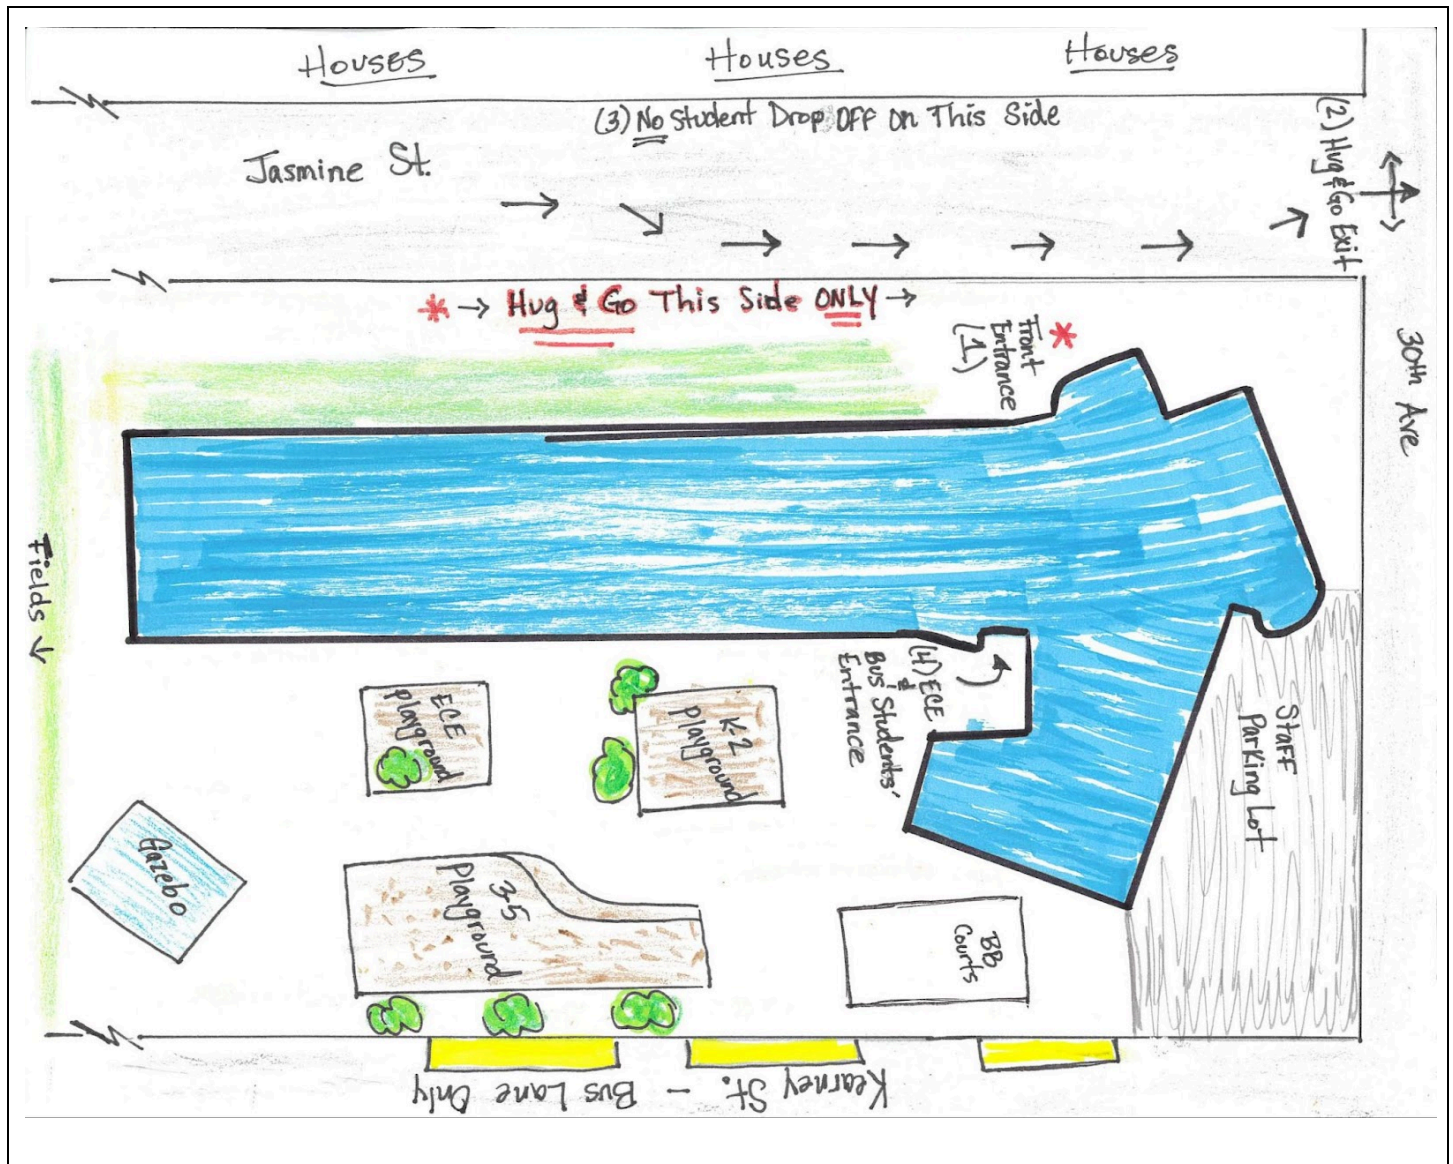 Houses
Houses
Houses
(3) No Student Drop Off On This Side
(2) Hug & Go Exit
Jasmine St.
* → Hug & Go This Side ONLY →
Front
Entrance
(1)
*
30th Ave
Fields
(4) ECE
&
Bus Students'
Entrance
ECE
Playground
K-2
Playground
Staff
Parking Lot
Gazebo
3-5
Playground
BB
Courts
Kearney St. - Bus Lane Only